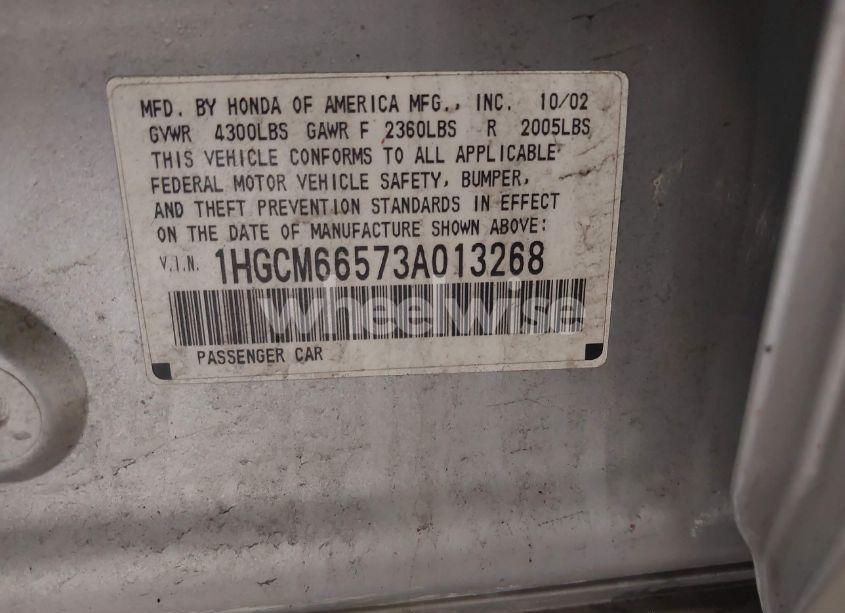 MFD. BY HONDA OF AMERICA MFG., INC. 10/02
GVWR 4300LBS GAWR F 2360LBS R 2005LBS
THIS VEHICLE CONFORMS TO ALL APPLICABLE
FEDERAL MOTOR VEHICLE SAFETY, BUMPER,
AND THEFT PREVENTION STANDARDS IN EFFECT
ON THE DATE OF MANUFACTURE SHOWN ABOVE:
V.I.N. 1HGCM66573A013268
WheelWise
PASSENGER CAR